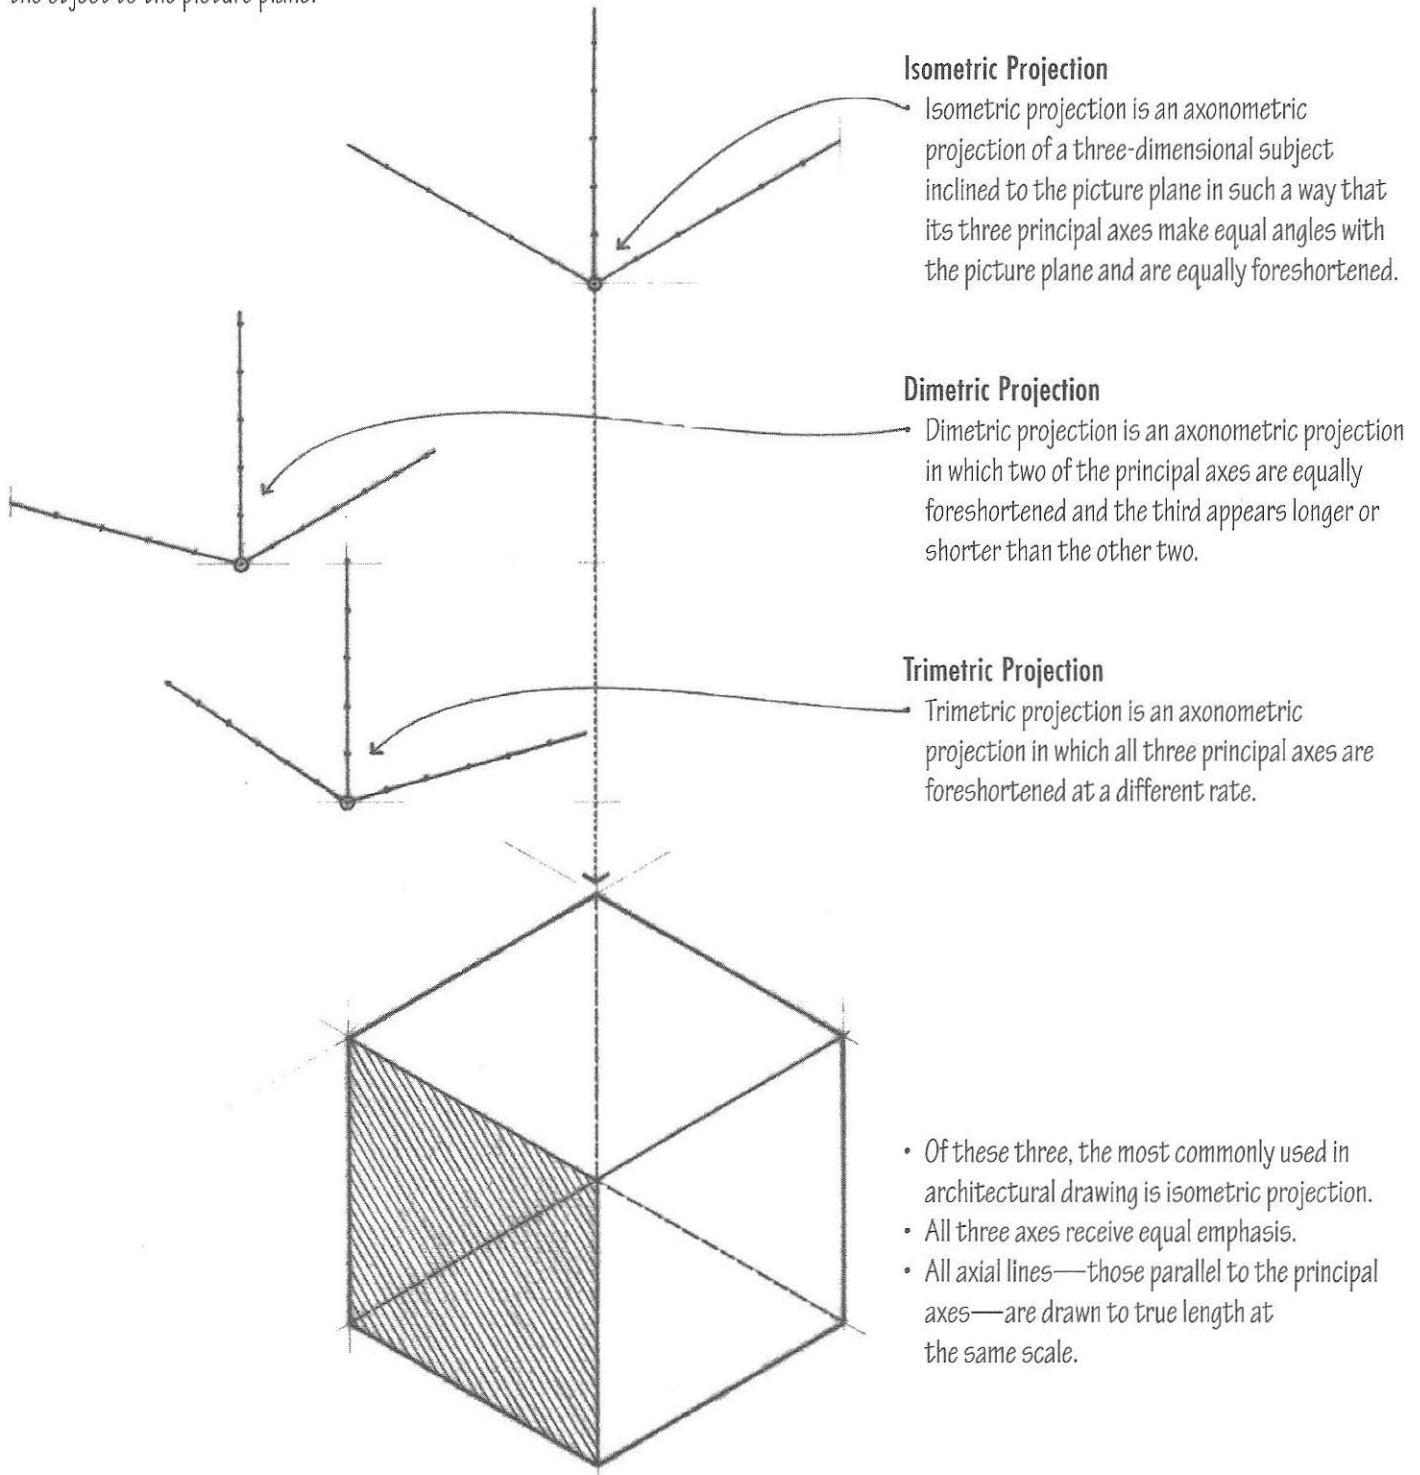 the object to the picture plane.
Isometric Projection
• Isometric projection is an axonometric
projection of a three-dimensional subject
inclined to the picture plane in such a way that
its three principal axes make equal angles with
the picture plane and are equally foreshortened.
Dimetric Projection
• Dimetric projection is an axonometric projection
in which two of the principal axes are equally
foreshortened and the third appears longer or
shorter than the other two.
Trimetric Projection
• Trimetric projection is an axonometric
projection in which all three principal axes are
foreshortened at a different rate.
• Of these three, the most commonly used in
architectural drawing is isometric projection.
• All three axes receive equal emphasis.
• All axial lines—those parallel to the principal
axes—are drawn to true length at
the same scale.